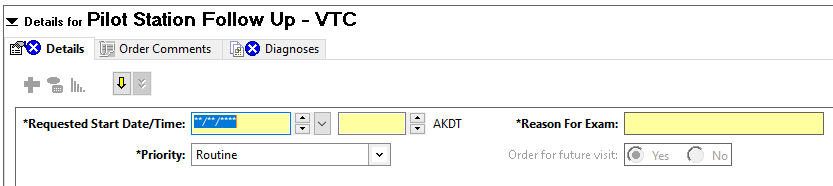 Details for Pilot Station Follow Up - VTC
Details Order Comments Diagnoses
*Requested Start Date/Time: **/**/**** AKDT *Reason For Exam:
*Priority: Routine Order for future visit: Yes No